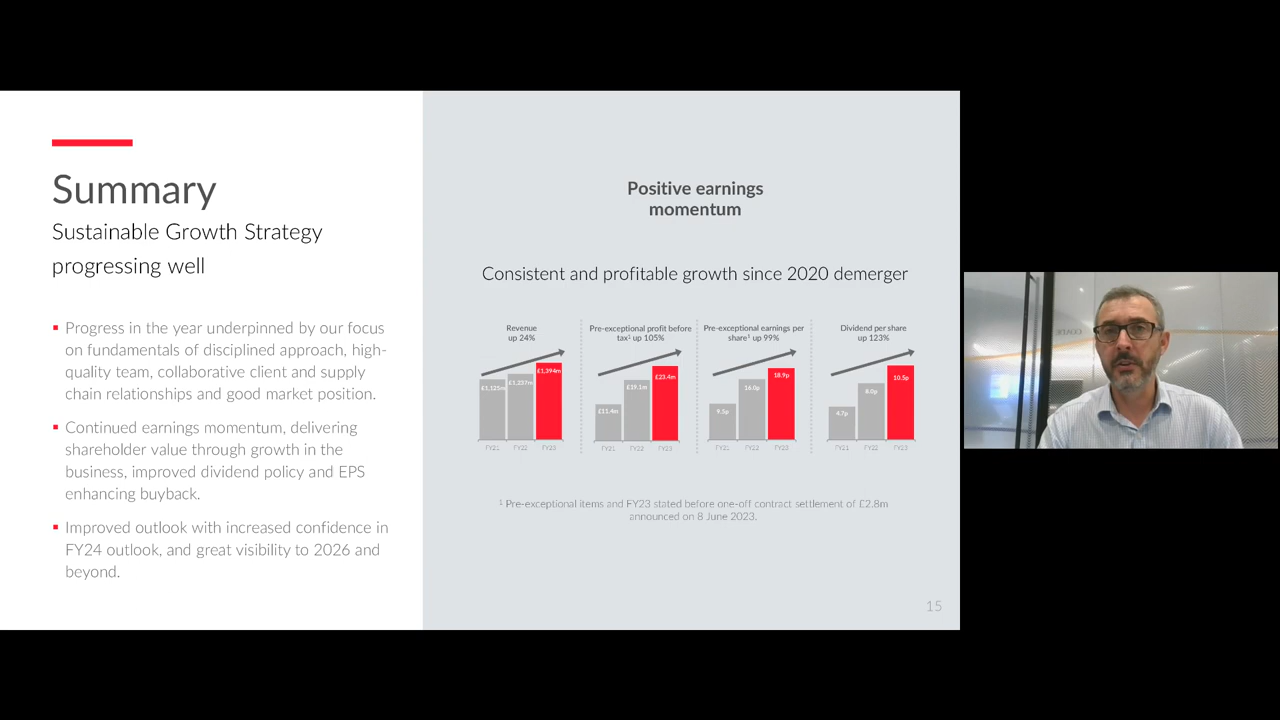 Summary
Sustainable Growth Strategy
progressing well
▪ Progress in the year underpinned by our focus
on fundamentals of disciplined approach, high-
quality team, collaborative client and supply
chain relationships and good market position.
▪ Continued earnings momentum, delivering
shareholder value through growth in the
business, improved dividend policy and EPS
enhancing buyback.
▪ Improved outlook with increased confidence in
FY24 outlook, and great visibility to 2026 and
beyond.
Positive earnings
momentum
Consistent and profitable growth since 2020 demerger
Revenue
up 24%
£1,125m
£1,237m
£1,394m
FY21 FY22 FY23
Pre-exceptional profit before
tax¹ up 105%
£11.4m
£19.1m
£23.4m
FY21 FY22 FY23
Pre-exceptional earnings per
share¹ up 99%
9.5p
16.0p
18.9p
FY21 FY22 FY23
Dividend per share
up 123%
4.7p
8.0p
10.5p
FY21 FY22 FY23
¹ Pre-exceptional items and FY23 stated before one-off contract settlement of £2.8m
announced on 8 June 2023.
15